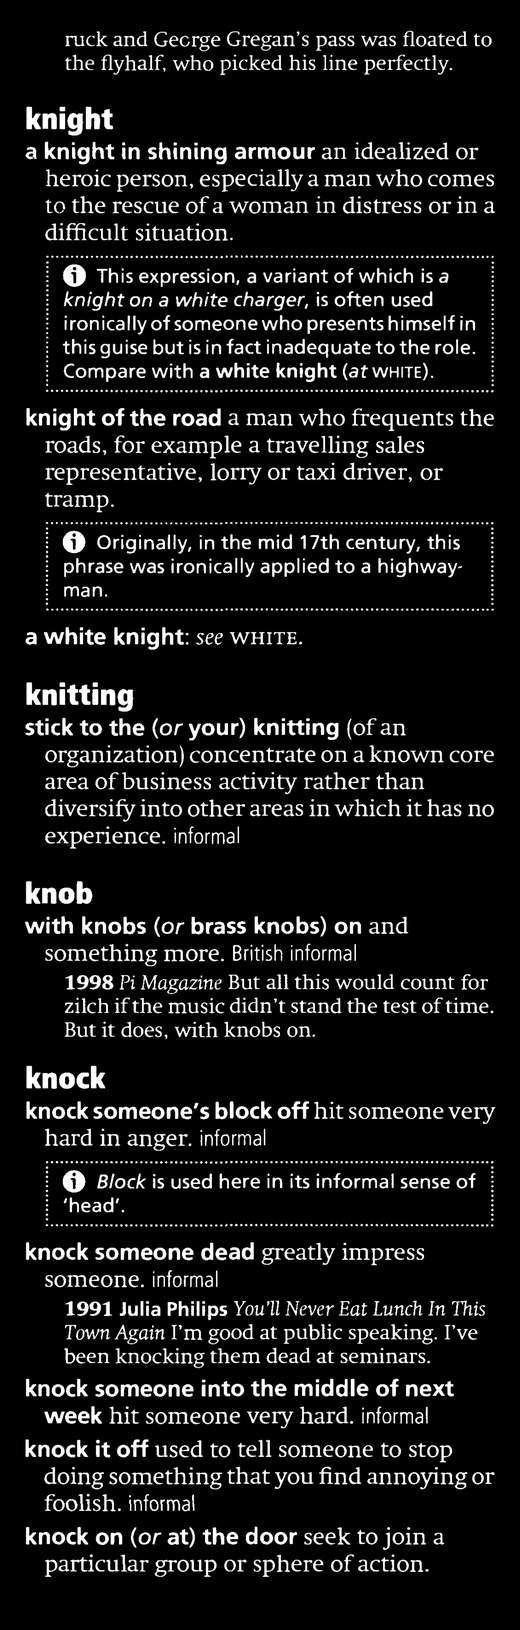 ruck and George Gregan's pass was floated to
the flyhalf, who picked his line perfectly.
knight
a knight in shining armour an idealized or
heroic person, especially a man who comes
to the rescue of a woman in distress or in a
difficult situation.
This expression, a variant of which is a
knight on a white charger, is often used
ironically of someone who presents himself in
this guise but is in fact inadequate to the role.
Compare with a white knight (at WHITE).
knight of the road a man who frequents the
roads, for example a travelling sales
representative, lorry or taxi driver, or
tramp.
Originally, in the mid 17th century, this
phrase was ironically applied to a highway-
man.
a white knight: see WHITE.
knitting
stick to the (or your) knitting (of an
organization) concentrate on a known core
area of business activity rather than
diversify into other areas in which it has no
experience. informal
knob
with knobs (or brass knobs) on and
something more. British informal
1998 Pi Magazine But all this would count for
zilch if the music didn't stand the test of time.
But it does, with knobs on.
knock
knock someone's block off hit someone very
hard in anger. informal
Block is used here in its informal sense of
'head'.
knock someone dead greatly impress
someone. informal
1991 Julia Philips You'll Never Eat Lunch In This
Town Again I'm good at public speaking. I've
been knocking them dead at seminars.
knock someone into the middle of next
week hit someone very hard. informal
knock it off used to tell someone to stop
doing something that you find annoying or
foolish. informal
knock on (or at) the door seek to join a
particular group or sphere of action.